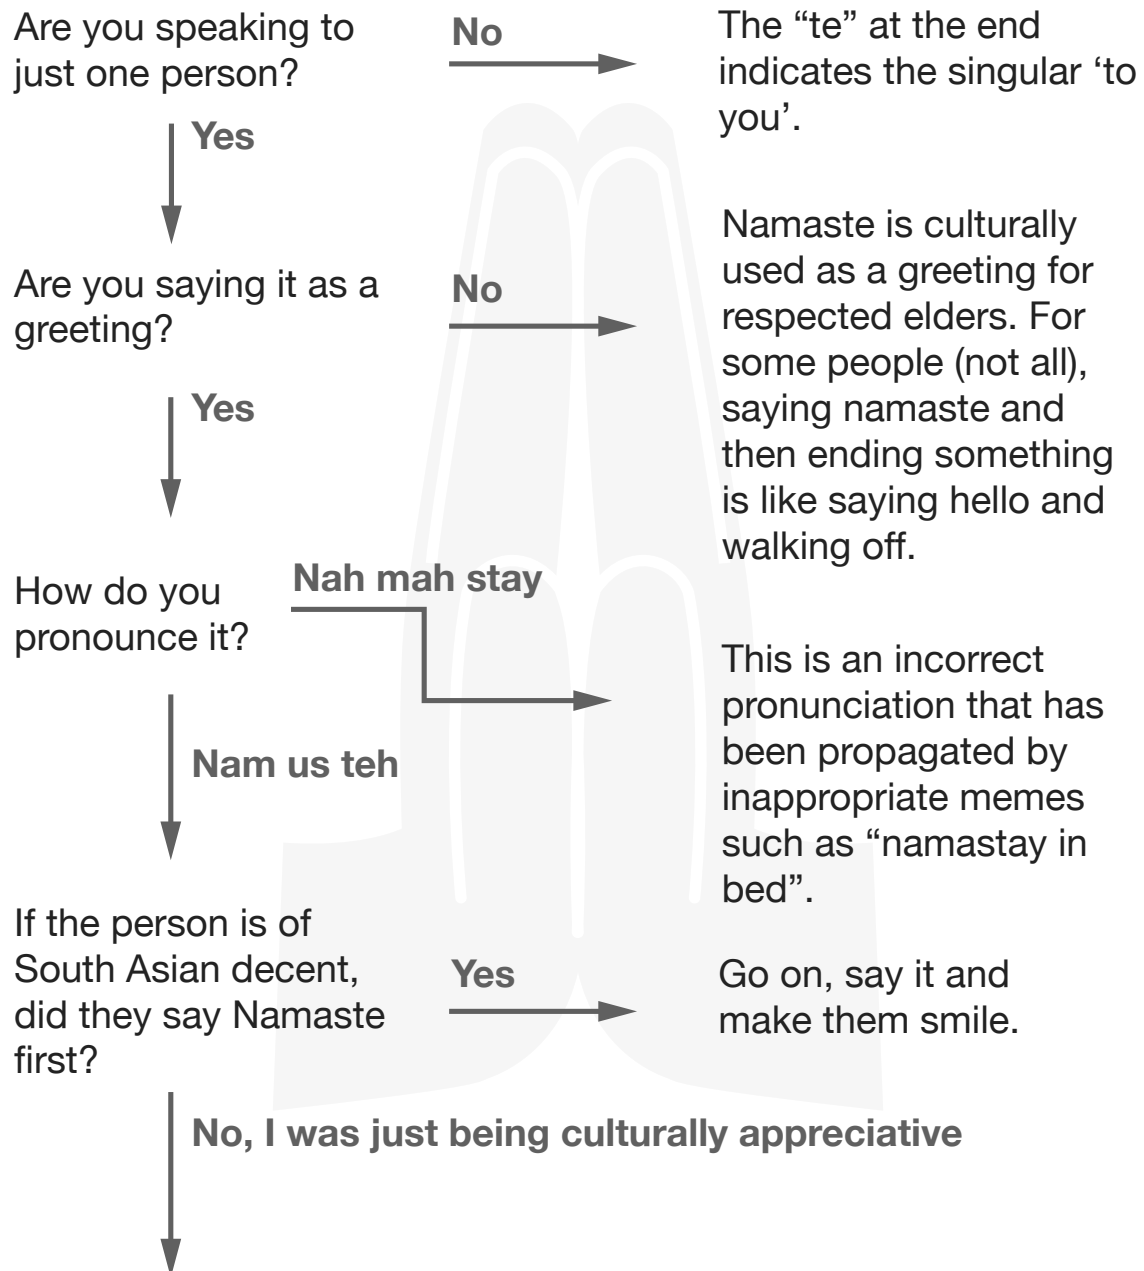 Are you speaking to
just one person?
No
The “te” at the end
indicates the singular ‘to
you’.
Yes
Are you saying it as a
greeting?
No
Namaste is culturally
used as a greeting for
respected elders. For
some people (not all),
saying namaste and
then ending something
is like saying hello and
walking off.
Yes
How do you
pronounce it?
Nah mah stay
This is an incorrect
pronunciation that has
been propagated by
inappropriate memes
such as “namastay in
bed”.
Nam us teh
If the person is of
South Asian decent,
did they say Namaste
first?
Yes
Go on, say it and
make them smile.
No, I was just being culturally appreciative